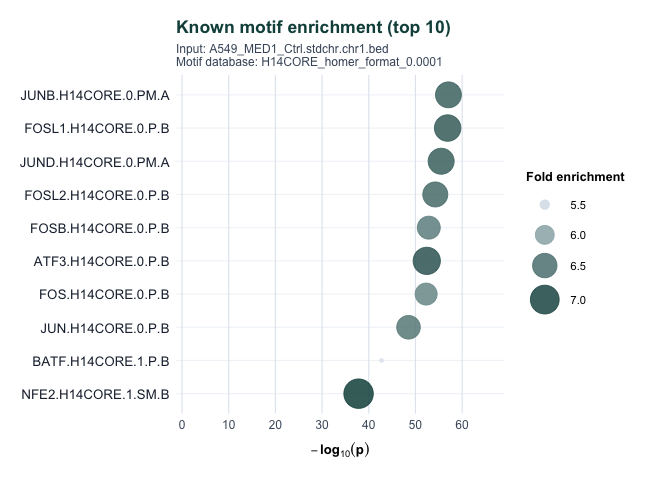 Known motif enrichment (top 10)
Input: A549_MED1_Ctrl.stdchr.chr1.bed
Motif database: H14CORE_homer_format_0.0001
JUNB.H14CORE.0.PM.A
FOSL1.H14CORE.0.P.B
JUND.H14CORE.0.PM.A
FOSL2.H14CORE.0.P.B
FOSB.H14CORE.0.P.B
ATF3.H14CORE.0.P.B
FOS.H14CORE.0.P.B
JUN.H14CORE.0.P.B
BATF.H14CORE.1.P.B
NFE2.H14CORE.1.SM.B
0 10 20 30 40 50 60
−log₁₀(p)
Fold enrichment
5.5
6.0
6.5
7.0